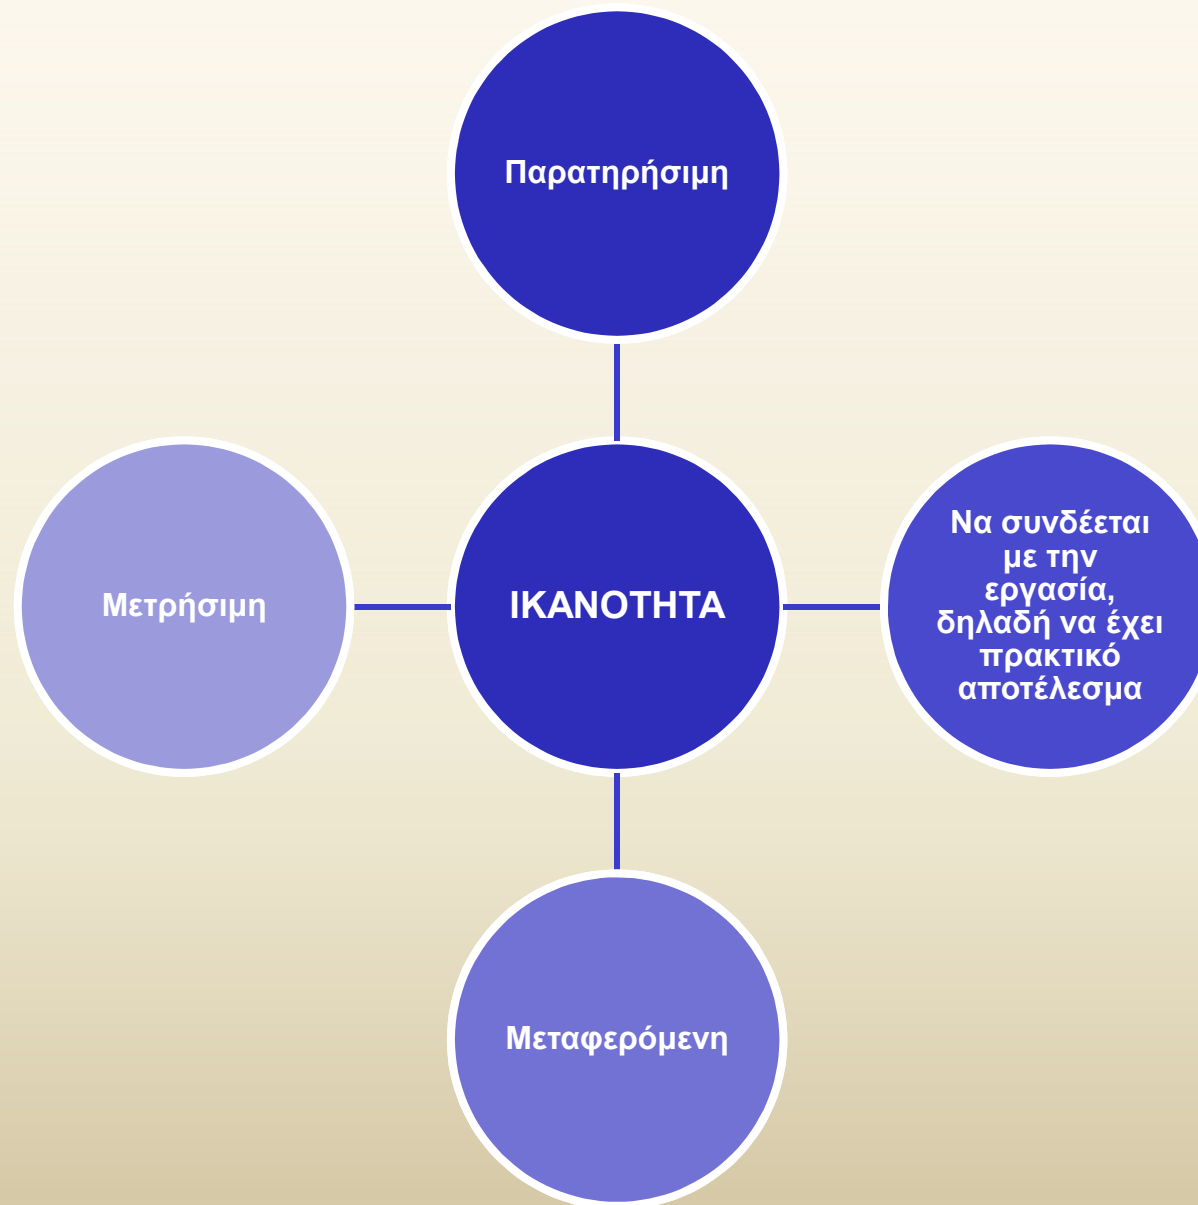 Παρατηρήσιμη
Μετρήσιμη
ΙΚΑΝΟΤΗΤΑ
Να συνδέεται
με την
εργασία,
δηλαδή να έχει
πρακτικό
αποτέλεσμα
Μεταφερόμενη